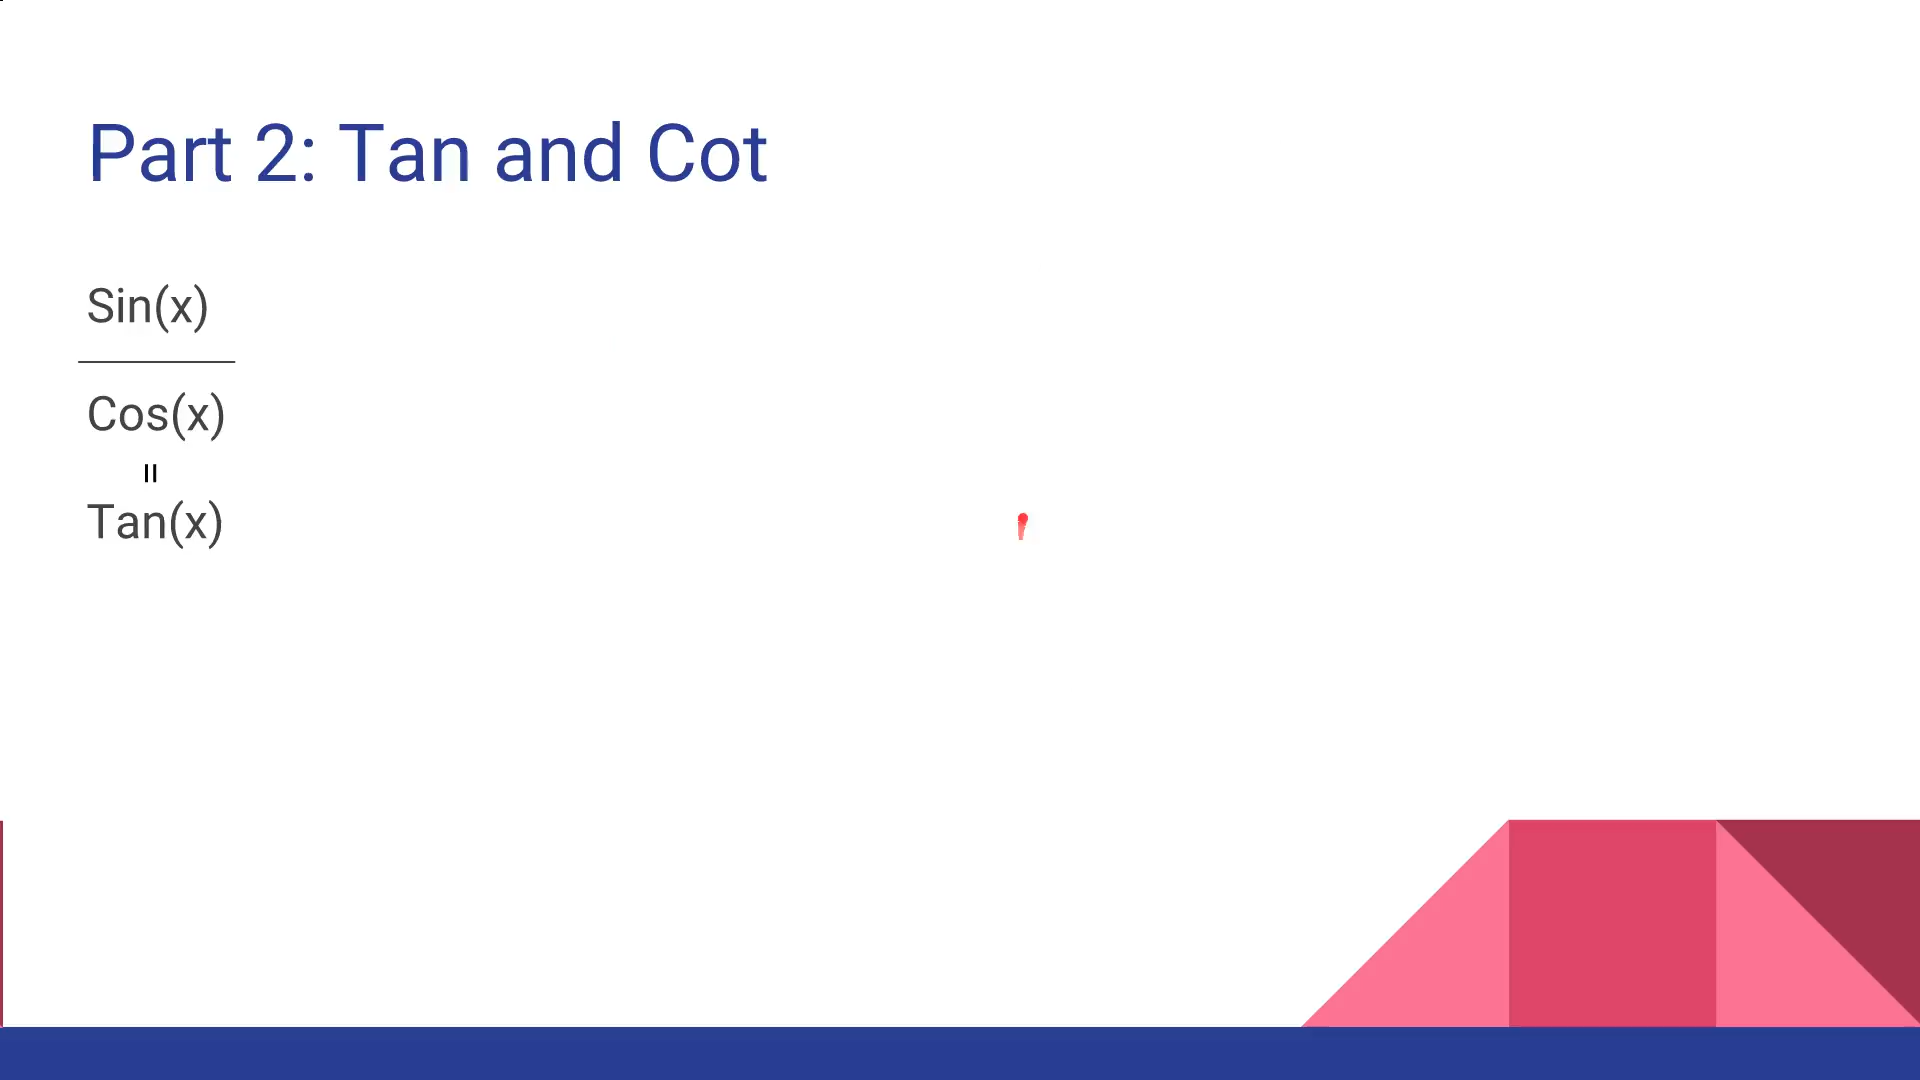 Part 2: Tan and Cot
Sin(x)
Cos(x)
=
Tan(x)